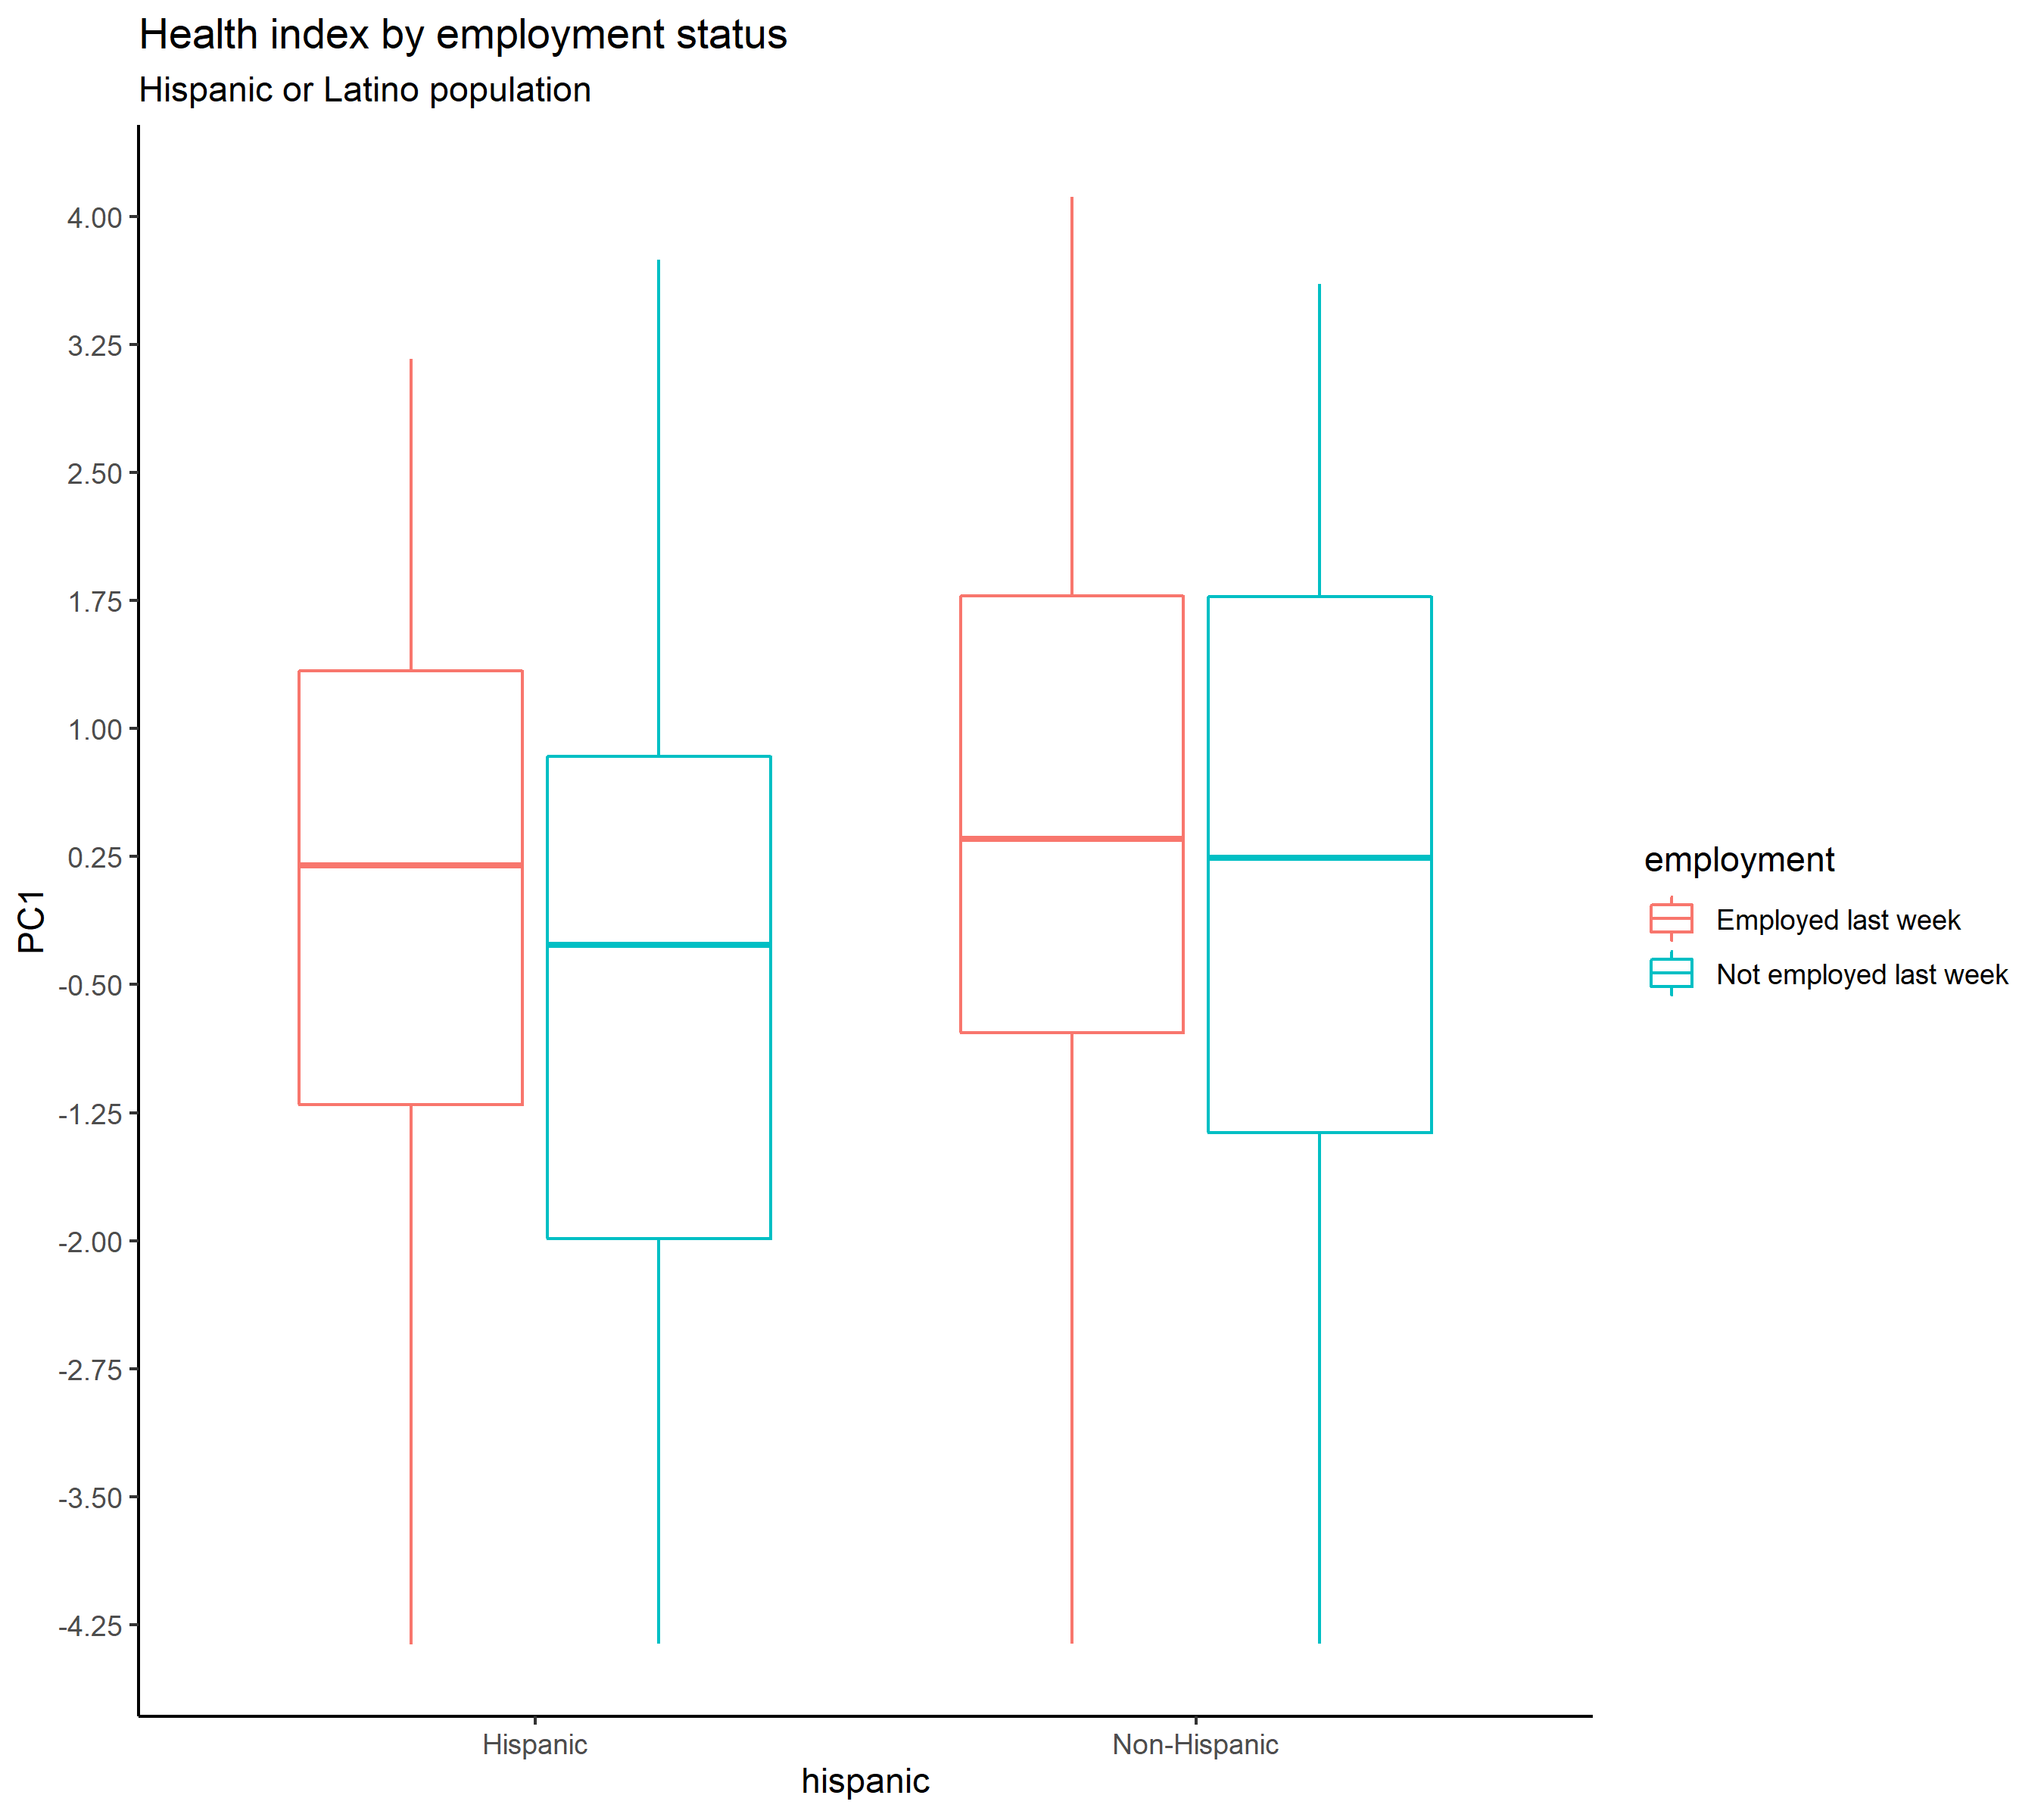 Health index by employment status
Hispanic or Latino population
4.00
3.25
2.50
1.75
1.00
0.25
-0.50
-1.25
-2.00
-2.75
-3.50
-4.25
PC1
Hispanic
Non-Hispanic
hispanic
employment
Employed last week
Not employed last week